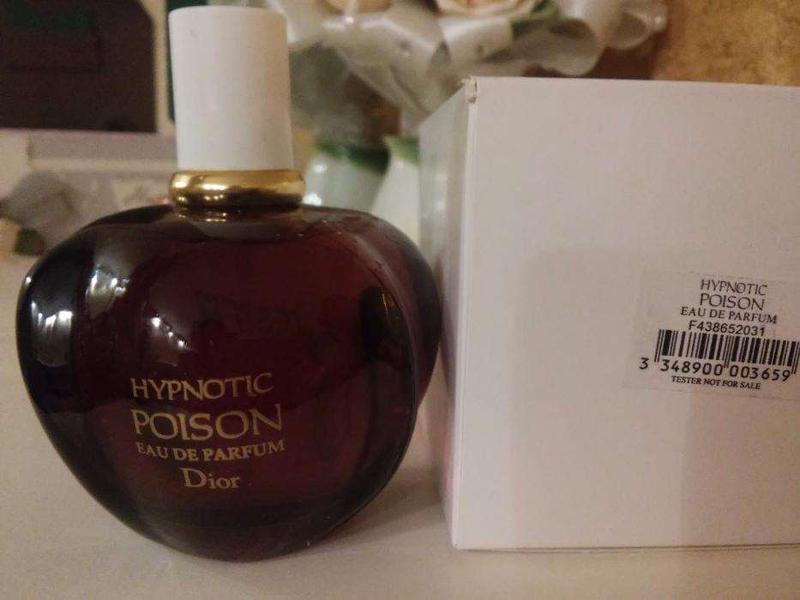 HYPNOTIC
POISON
EAU DE PARFUM
Dior
HYPNOTIC
POISON
EAU DE PARFUM
F438652031
3 348900 003659
TESTER NOT FOR SALE